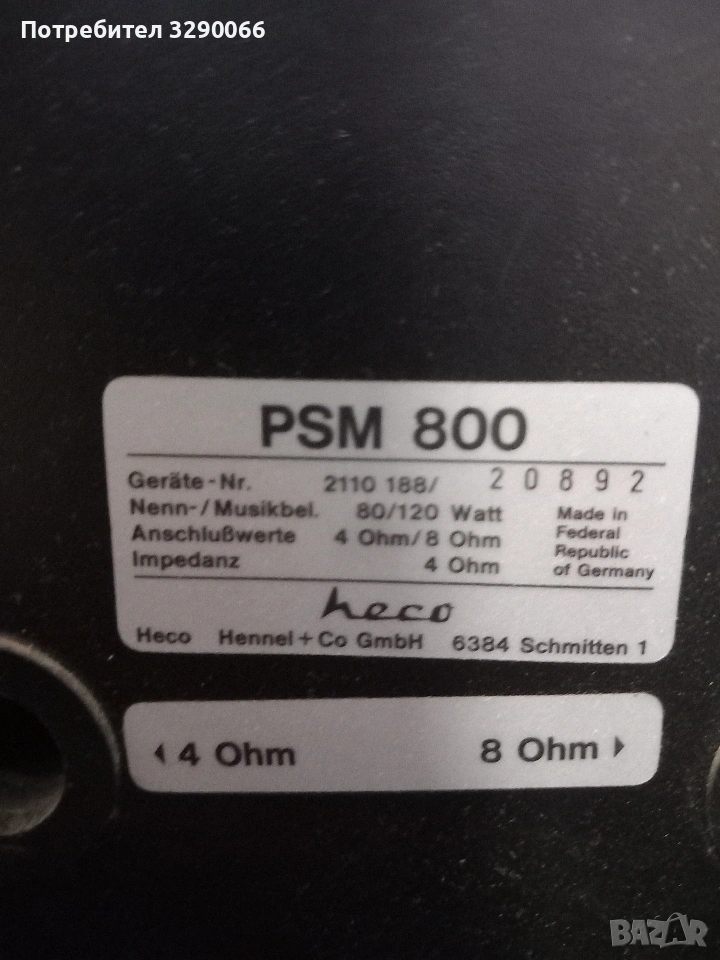 Потребител 3290066
PSM 800
Geräte-Nr. 2110 188/ 20892
Nenn-/Musikbel. 80/120 Watt
Anschlußwerte 4 Ohm/8 Ohm
Impedanz 4 Ohm
Made in
Federal
Republic
of Germany
heco
Heco Hennel+Co GmbH 6384 Schmitten 1
◂ 4 Ohm 8 Ohm ▸
BAZAR